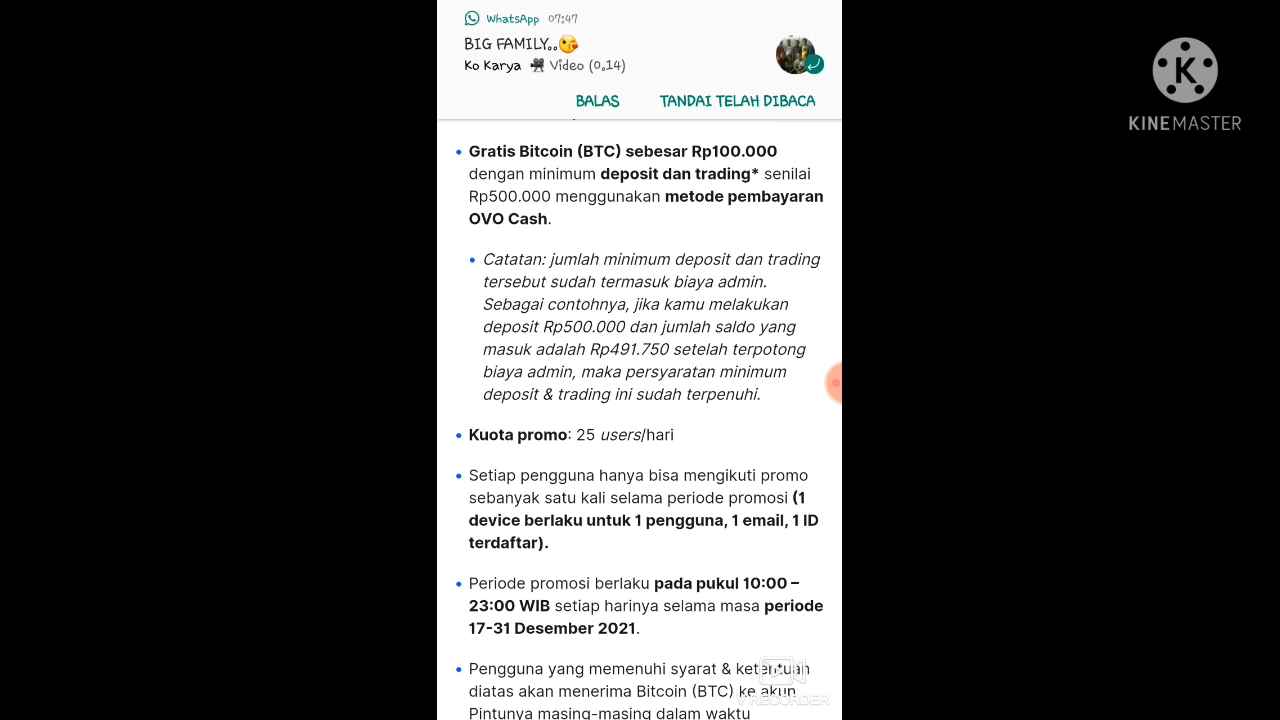 WhatsApp 07:47
BIG FAMILY..😘
Ko Karya 🎥 Video (0.14)
BALAS TANDAI TELAH DIBACA
K
KINEMASTER
• Gratis Bitcoin (BTC) sebesar Rp100.000
dengan minimum deposit dan trading* senilai
Rp500.000 menggunakan metode pembayaran
OVO Cash.
• Catatan: jumlah minimum deposit dan trading
tersebut sudah termasuk biaya admin.
Sebagai contohnya, jika kamu melakukan
deposit Rp500.000 dan jumlah saldo yang
masuk adalah Rp491.750 setelah terpotong
biaya admin, maka persyaratan minimum
deposit & trading ini sudah terpenuhi.
• Kuota promo: 25 users/hari
• Setiap pengguna hanya bisa mengikuti promo
sebanyak satu kali selama periode promosi (1
device berlaku untuk 1 pengguna, 1 email, 1 ID
terdaftar).
• Periode promosi berlaku pada pukul 10:00 –
23:00 WIB setiap harinya selama masa periode
17-31 Desember 2021.
• Pengguna yang memenuhi syarat & ketentuan
diatas akan menerima Bitcoin (BTC) ke akun
Pintunya masing-masing dalam waktu
V RECORDER